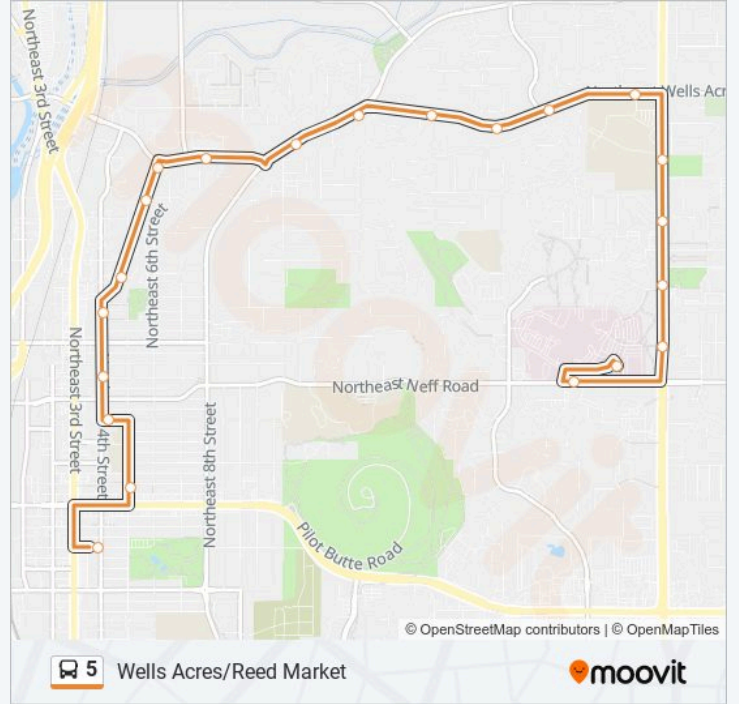 Northeast 3rd Street
Wells Acr
Northeast 6th Street
Northeast 3rd Street
Northeast Neff Road
4th Street
Northeast 8th Street
Pilot Butte Road
© OpenStreetMap contributors | © OpenMapTiles
5 Wells Acres/Reed Market
moovit